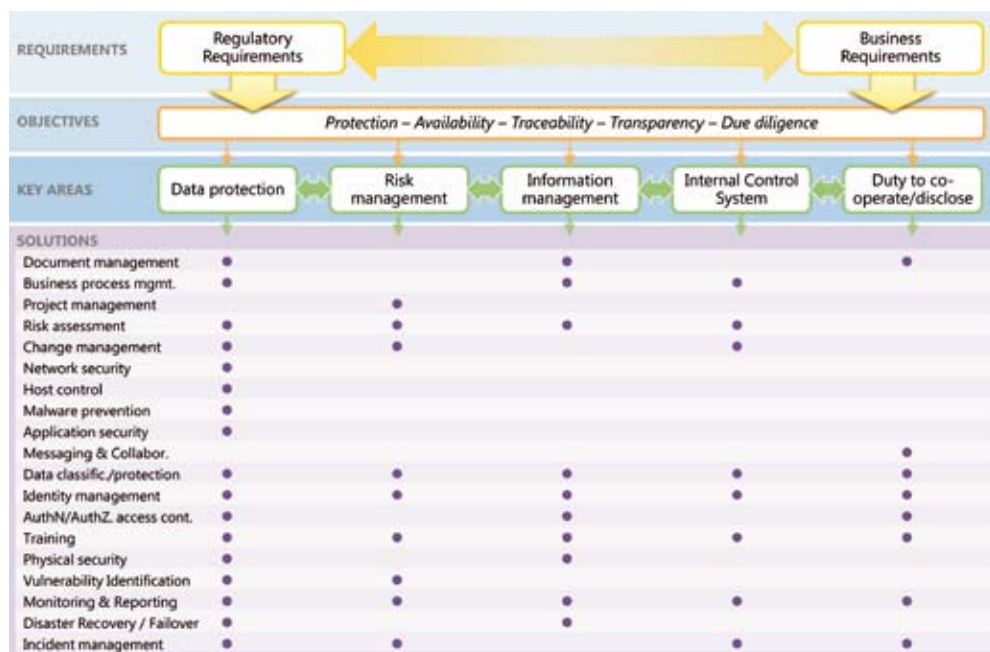 REQUIREMENTS
Regulatory
Requirements
Business
Requirements
OBJECTIVES
Protection – Availability – Traceability – Transparency – Due diligence
KEY AREAS
Data protection
Risk
management
Information
management
Internal Control
System
Duty to co-
operate/disclose
SOLUTIONS
Document management
Business process mgmt.
Project management
Risk assessment
Change management
Network security
Host control
Malware prevention
Application security
Messaging & Collabor.
Data classific./protection
Identity management
AuthN/AuthZ. access cont.
Training
Physical security
Vulnerability Identification
Monitoring & Reporting
Disaster Recovery / Failover
Incident management